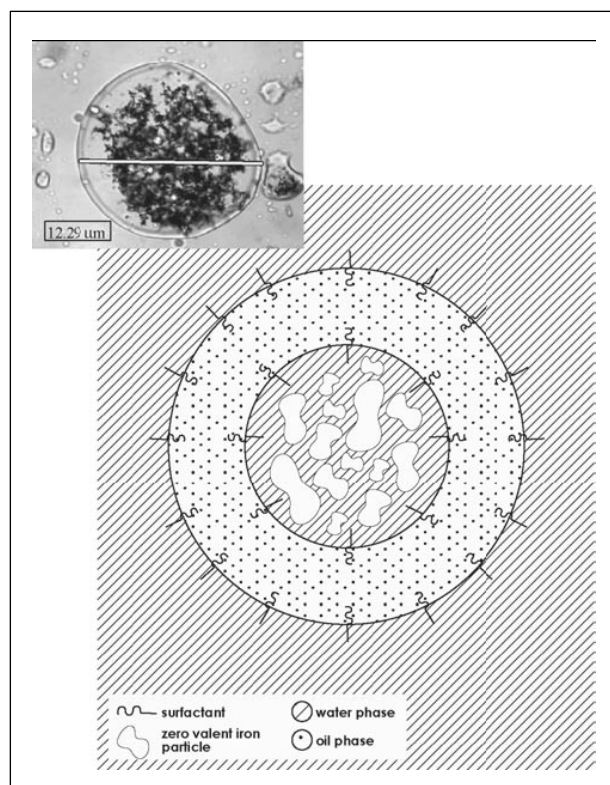 12.29 um
surfactant
zero valent iron
particle
water phase
oil phase